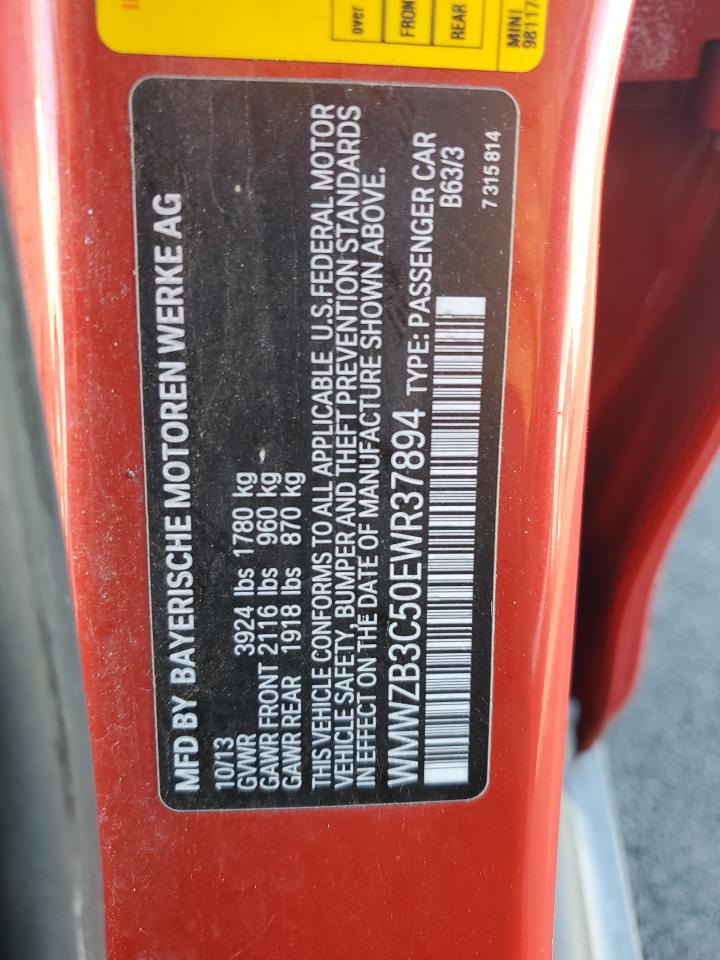 MFD BY BAYERISCHE MOTOREN WERKE AG
10/13
GVWR 3924 lbs 1780 kg
GAWR FRONT 2116 lbs 960 kg
GAWR REAR 1918 lbs 870 kg
THIS VEHICLE CONFORMS TO ALL APPLICABLE U.S.FEDERAL MOTOR
VEHICLE SAFETY, BUMPER AND THEFT PREVENTION STANDARDS
IN EFFECT ON THE DATE OF MANUFACTURE SHOWN ABOVE.
WMWZB3C50EWR37894 TYPE: PASSENGER CAR
B63/3
7 315 814
over
REAR
MINI